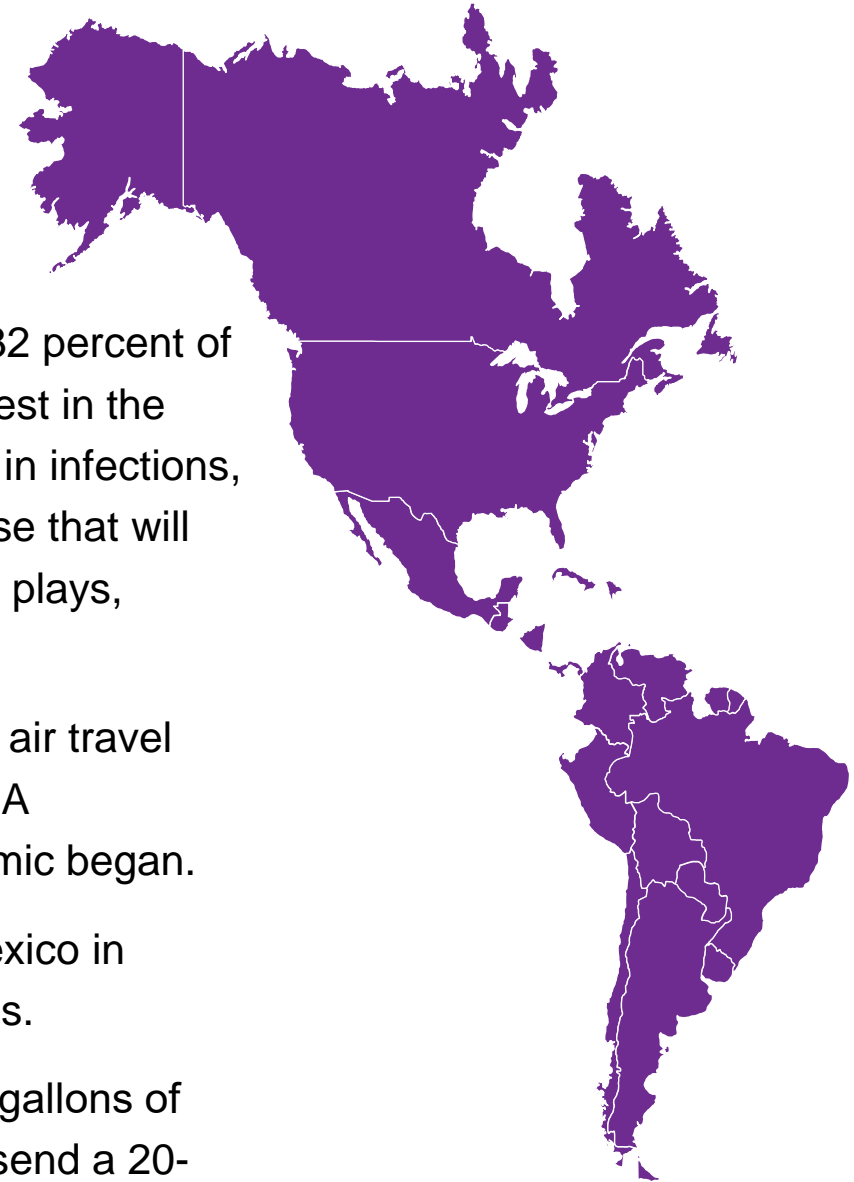 32 percent of
est in the
in infections,
se that will
plays,
air travel
A
mic began.
exico in
s.
gallons of
send a 20-